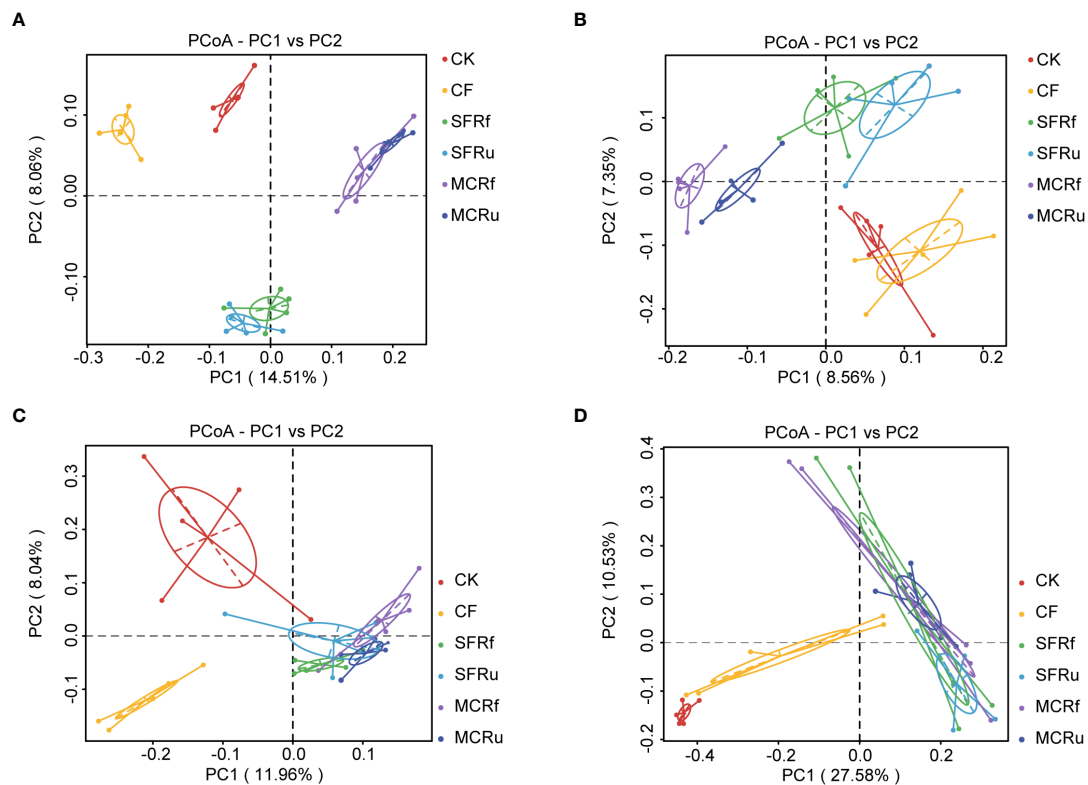 A
PCoA - PC1 vs PC2
PC2 ( 8.06%)
0.10
0.00
-0.10
-0.3
-0.2
-0.1
0.0
0.1
0.2
PC1 ( 14.51%)
CK
CF
SFRf
SFRu
MCRf
MCRu
B
PCoA - PC1 vs PC2
PC2 ( 7.35%)
0.1
0.0
-0.1
-0.2
-0.2
-0.1
0.0
0.1
0.2
PC1 ( 8.56%)
CK
CF
SFRf
SFRu
MCRf
MCRu
C
PCoA - PC1 vs PC2
PC2 ( 8.04%)
0.3
0.2
0.1
0.0
-0.1
-0.2
-0.1
0.0
0.1
PC1 ( 11.96%)
CK
CF
SFRf
SFRu
MCRf
MCRu
D
PCoA - PC1 vs PC2
PC2 ( 10.53%)
0.4
0.3
0.2
0.1
0.0
-0.1
-0.2
-0.4
-0.2
0.0
0.2
PC1 ( 27.58%)
CK
CF
SFRf
SFRu
MCRf
MCRu